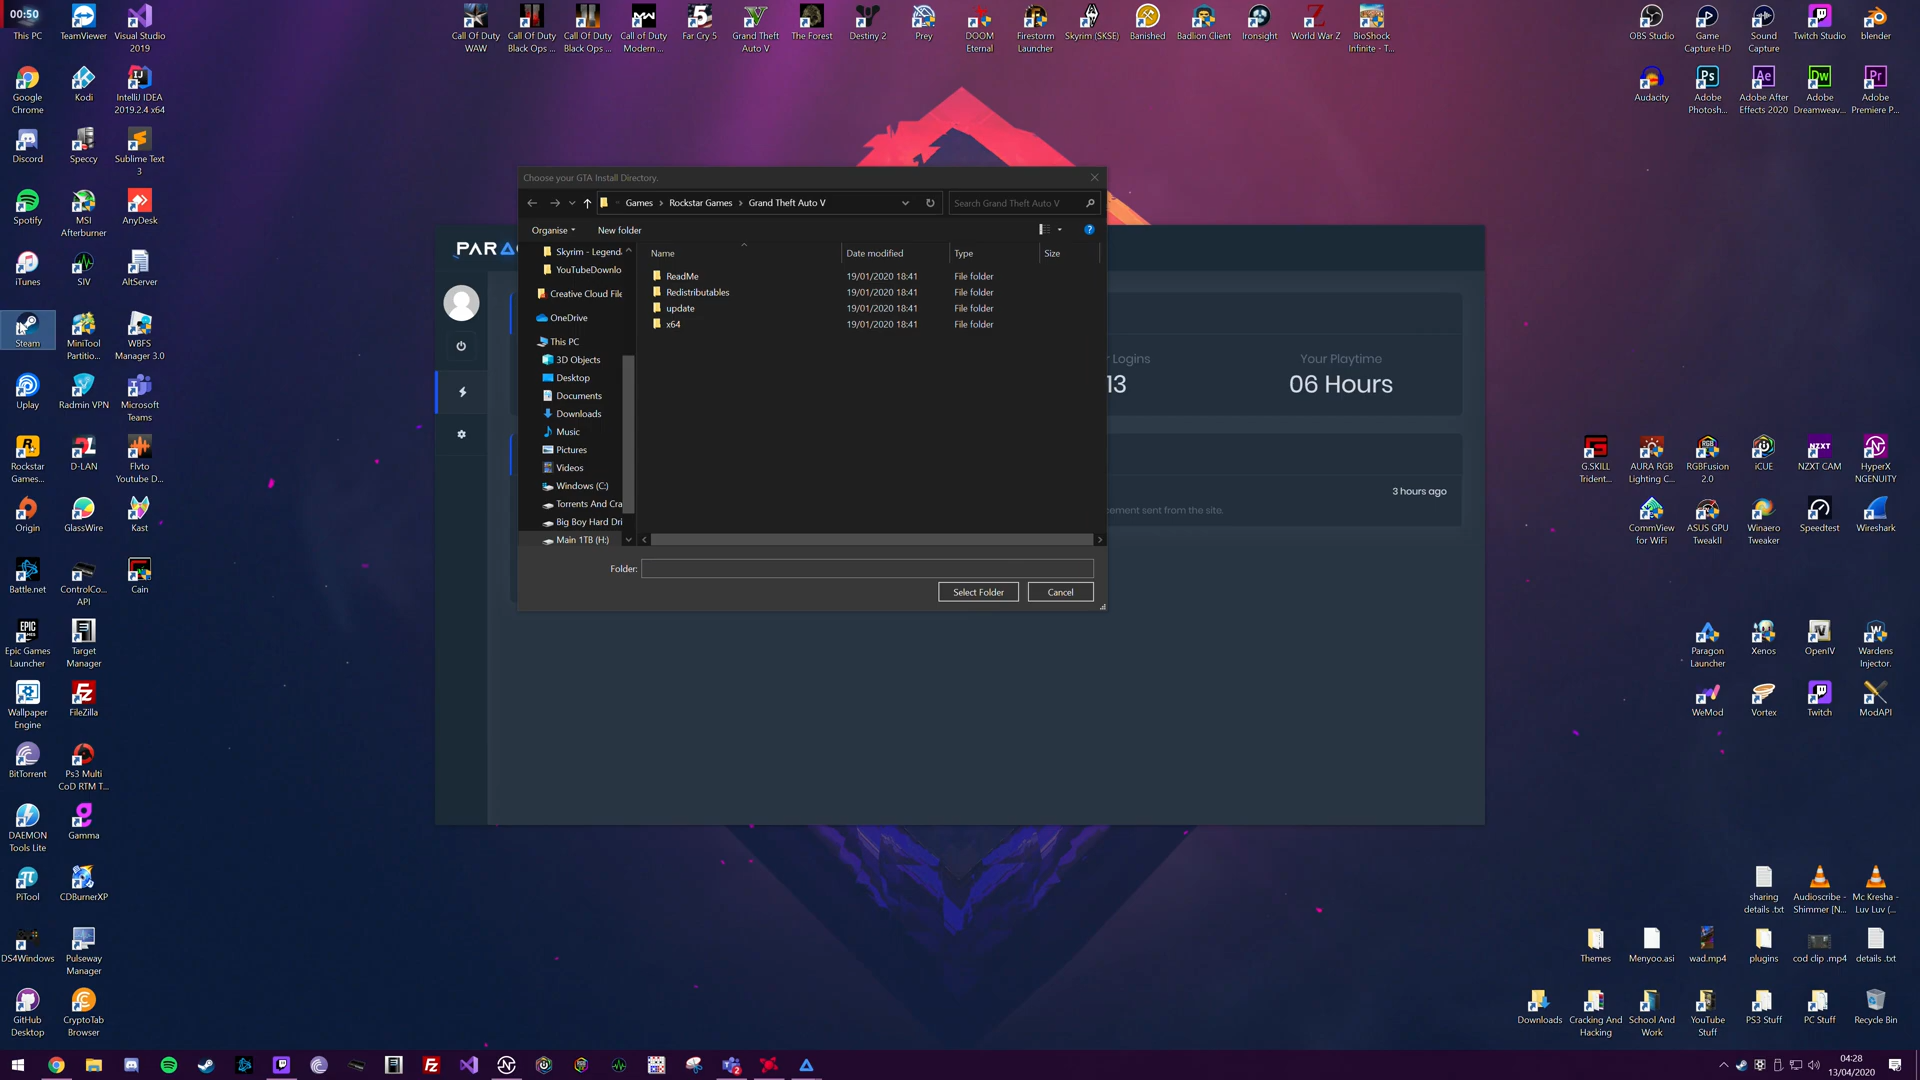 00:50
This PC
TeamViewer
Visual Studio
2019
Call Of Duty
WAW
Call Of Duty
Black Ops ...
Call Of Duty
Black Ops ...
Call Of Duty
Modern ...
Far Cry 5
Grand Theft
Auto V
The Forest
Destiny 2
Prey
DOOM
Eternal
Firestorm
Launcher
Skyrim (SKSE)
Banished
Badlion Client
Ironsight
World War Z
BioShock
Infinite - T...
OBS Studio
Game
Capture HD
Sound
Capture
Twitch Studio
blender
Google
Chrome
Kodi
IntelliJ IDEA
2019.2.4 x64
Audacity
Adobe
Photosh...
Adobe After
Effects 2020
Adobe
Dreamweav...
Adobe
Premiere P...
Discord
Speccy
Sublime Text
3
Spotify
MSI
Afterburner
AnyDesk
iTunes
SIV
AltServer
Steam
MiniTool
Partitio...
WBFS
Manager 3.0
Uplay
Radmin VPN
Microsoft
Teams
Rockstar
Games...
D-LAN
Flvto
Youtube D...
Origin
GlassWire
Kast
Battle.net
ControlCo...
API
Cain
Epic Games
Launcher
Target
Manager
Wallpaper
Engine
FileZilla
BitTorrent
Ps3 Multi
CoD RTM T...
DAEMON
Tools Lite
Gamma
PiTool
CDBurnerXP
DS4Windows
Pulseway
Manager
GitHub
Desktop
CryptoTab
Browser
Choose your GTA Install Directory.
Games
Rockstar Games
Grand Theft Auto V
Search Grand Theft Auto V
Organise
New folder
Name
Date modified
Type
Size
ReadMe
19/01/2020 18:41
File folder
Redistributables
19/01/2020 18:41
File folder
update
19/01/2020 18:41
File folder
x64
19/01/2020 18:41
File folder
Skyrim - Legend
YouTubeDownlo
Creative Cloud File
OneDrive
This PC
3D Objects
Desktop
Documents
Downloads
Music
Pictures
Videos
Windows (C:)
Torrents And Cra
Big Boy Hard Dri
Main 1TB (H:)
Folder:
Select Folder
Cancel
PARA
Logins
13
Your Playtime
06 Hours
3 hours ago
cement sent from the site.
G.SKILL
Trident...
AURA RGB
Lighting C...
RGBFusion
2.0
iCUE
NZXT CAM
HyperX
NGENUITY
CommView
for WiFi
ASUS GPU
TweakII
Winaero
Tweaker
Speedtest
Wireshark
Paragon
Launcher
Xenos
OpenIV
Wardens
Injector.
WeMod
Vortex
Twitch
ModAPI
sharing
details .txt
Audioscribe -
Shimmer [N...
Mc Kresha -
Luv Luv (...
Themes
Menyoo.asi
wad.mp4
plugins
cod clip .mp4
details .txt
Downloads
Cracking And
Hacking
School And
Work
YouTube
Stuff
PS3 Stuff
PC Stuff
Recycle Bin
04:28
13/04/2020